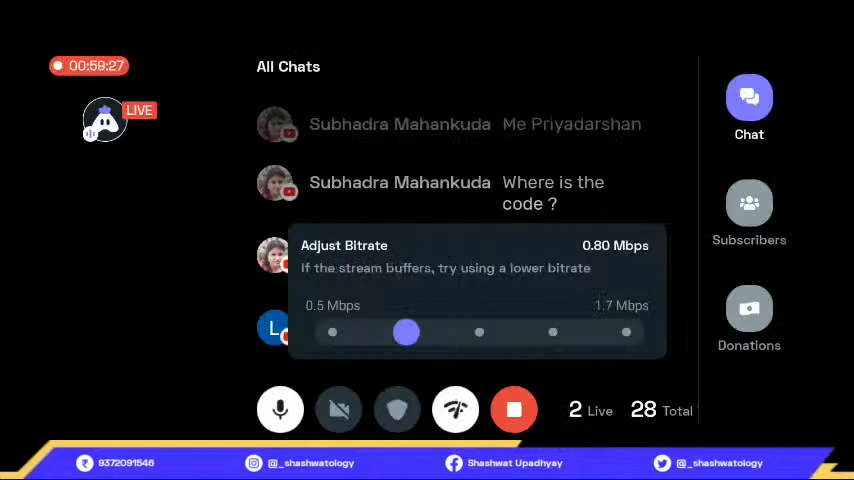 00:59:27
LIVE
All Chats
Subhadra Mahankuda Me Priyadarshan
Subhadra Mahankuda Where is the
code ?
Adjust Bitrate 0.80 Mbps
If the stream buffers, try using a lower bitrate
0.5 Mbps 1.7 Mbps
L
2 Live 28 Total
Chat
Subscribers
Donations
₹ 9372091546 @_shashwatology Shashwat Upadhyay @_shashwatology